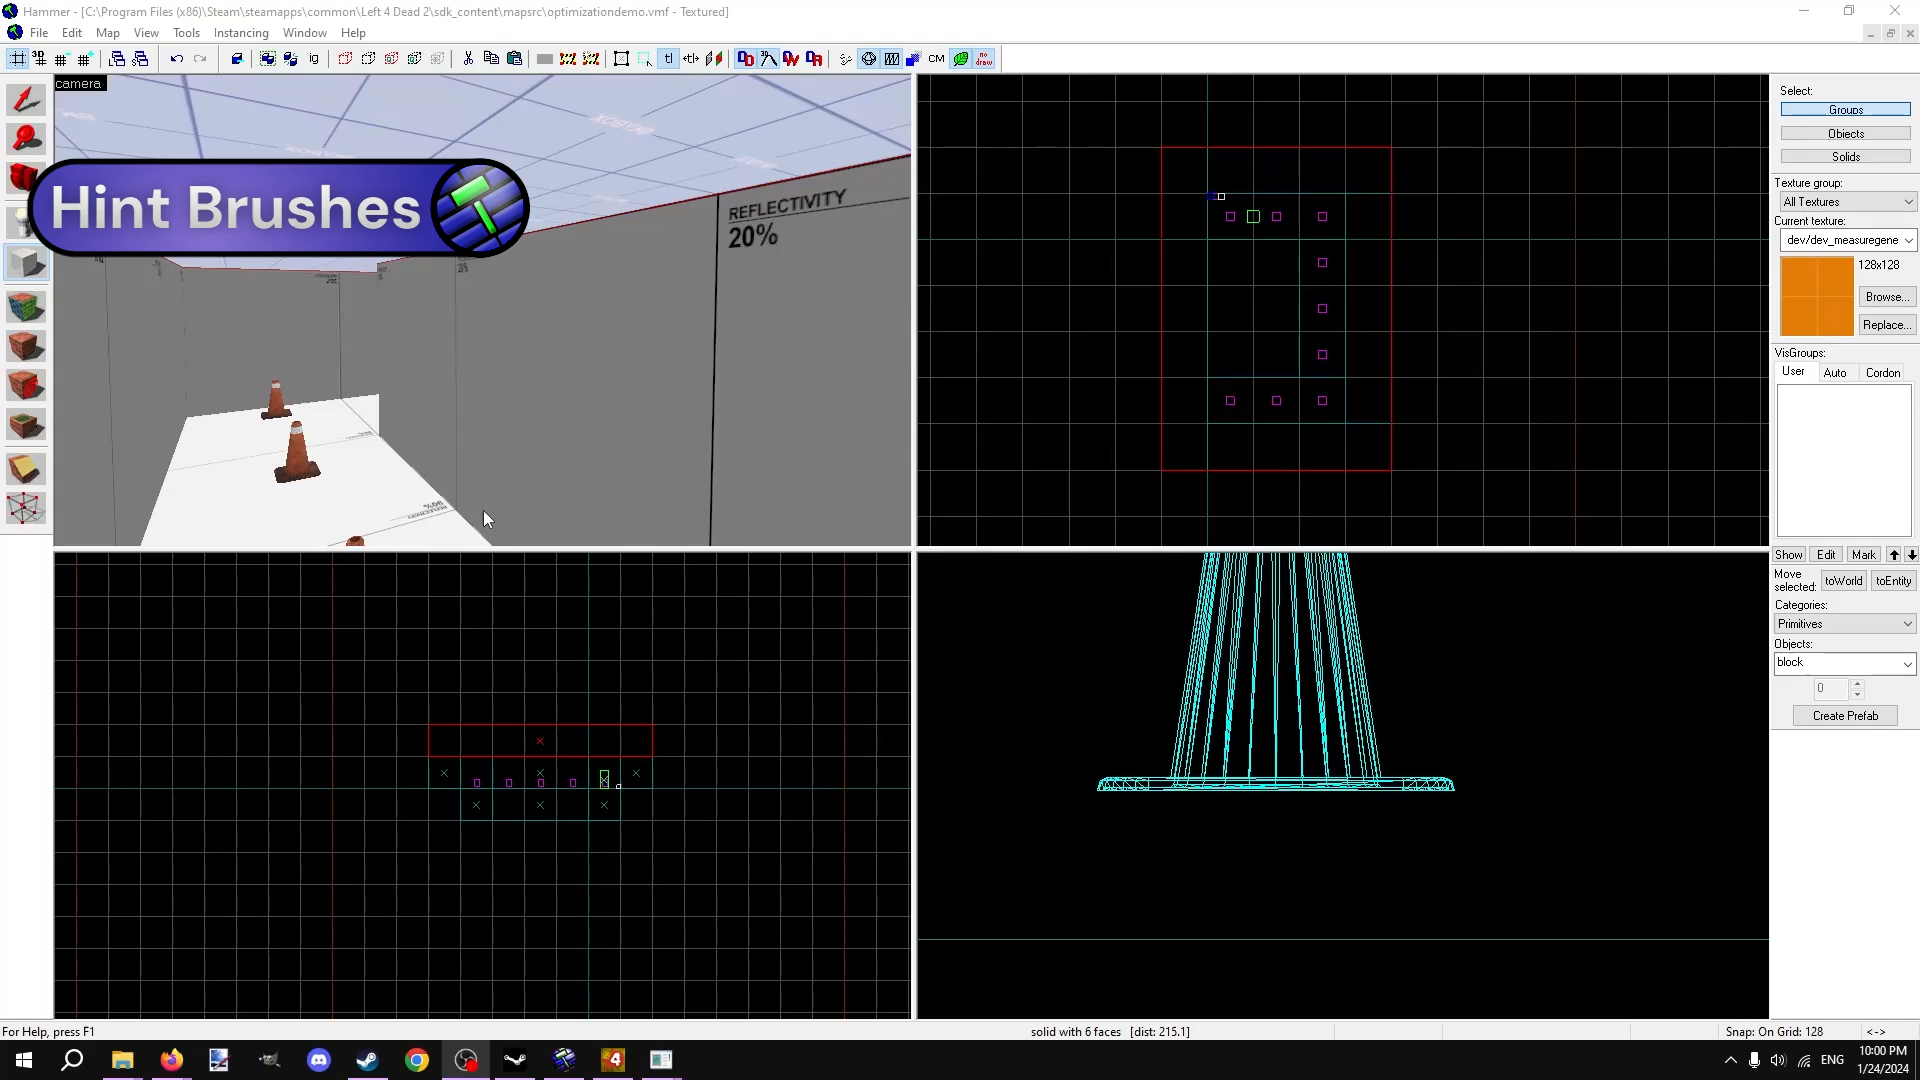 Hammer - [C:\Program Files (x86)\Steam\steamapps\common\Left 4 Dead 2\sdk_content\mapsrc\optimizationdemo.vmf - Textured]
File Edit Map View Tools Instancing Window Help
camera
Hint Brushes
REFLECTIVITY
20%
Select:
Groups
Objects
Solids
Texture group:
All Textures
Current texture:
dev/dev_measuregene
128x128
Browse...
Replace...
VisGroups:
User Auto Cordon
Show Edit Mark
Move selected: toWorld toEntity
Categories:
Primitives
Objects:
block
0
Create Prefab
For Help, press F1
solid with 6 faces [dist: 215.1]
Snap: On Grid: 128
<->
ENG
10:00 PM
1/24/2024